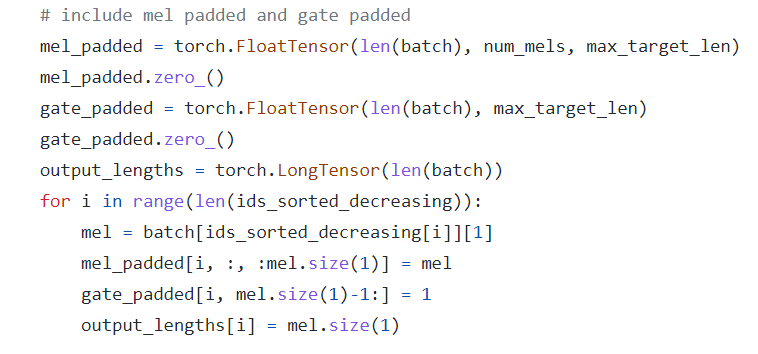 # include mel padded and gate padded
mel_padded = torch.FloatTensor(len(batch), num_mels, max_target_len)
mel_padded.zero_()
gate_padded = torch.FloatTensor(len(batch), max_target_len)
gate_padded.zero_()
output_lengths = torch.LongTensor(len(batch))
for i in range(len(ids_sorted_decreasing)):
    mel = batch[ids_sorted_decreasing[i]][1]
    mel_padded[i, :, :mel.size(1)] = mel
    gate_padded[i, mel.size(1)-1:] = 1
    output_lengths[i] = mel.size(1)